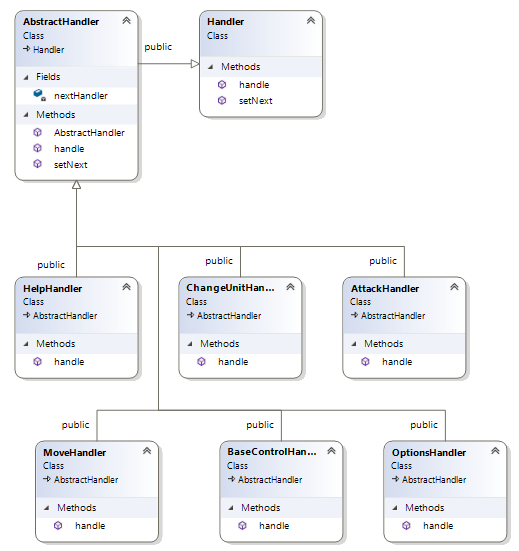 AbstractHandler
Class
Handler
Fields
nextHandler
Methods
AbstractHandler
handle
setNext
public
Handler
Class
Methods
handle
setNext
public
HelpHandler
Class
AbstractHandler
Methods
handle
public
ChangeUnitHan...
Class
AbstractHandler
Methods
handle
public
AttackHandler
Class
AbstractHandler
Methods
handle
public
MoveHandler
Class
AbstractHandler
Methods
handle
public
BaseControlHan...
Class
AbstractHandler
Methods
handle
public
OptionsHandler
Class
AbstractHandler
Methods
handle